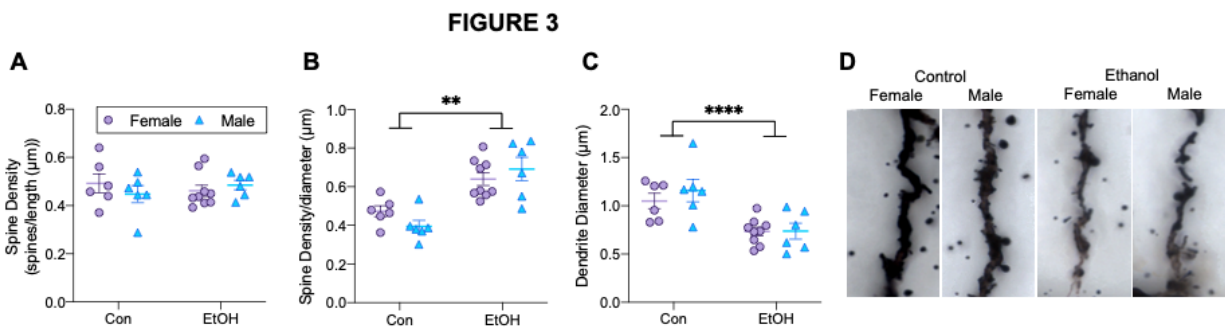 FIGURE 3
A
Spine Density
(spines/length (µm))
0.8
0.6
0.4
0.2
0.0
Female
Male
Con
EtOH
B
Spine Density/diameter (µm)
1.0
0.8
0.6
0.4
0.2
0.0
**
Con
EtOH
C
Dendrite Diameter (µm)
2.0
1.5
1.0
0.5
0.0
****
Con
EtOH
D
Control
Ethanol
Female
Male
Female
Male